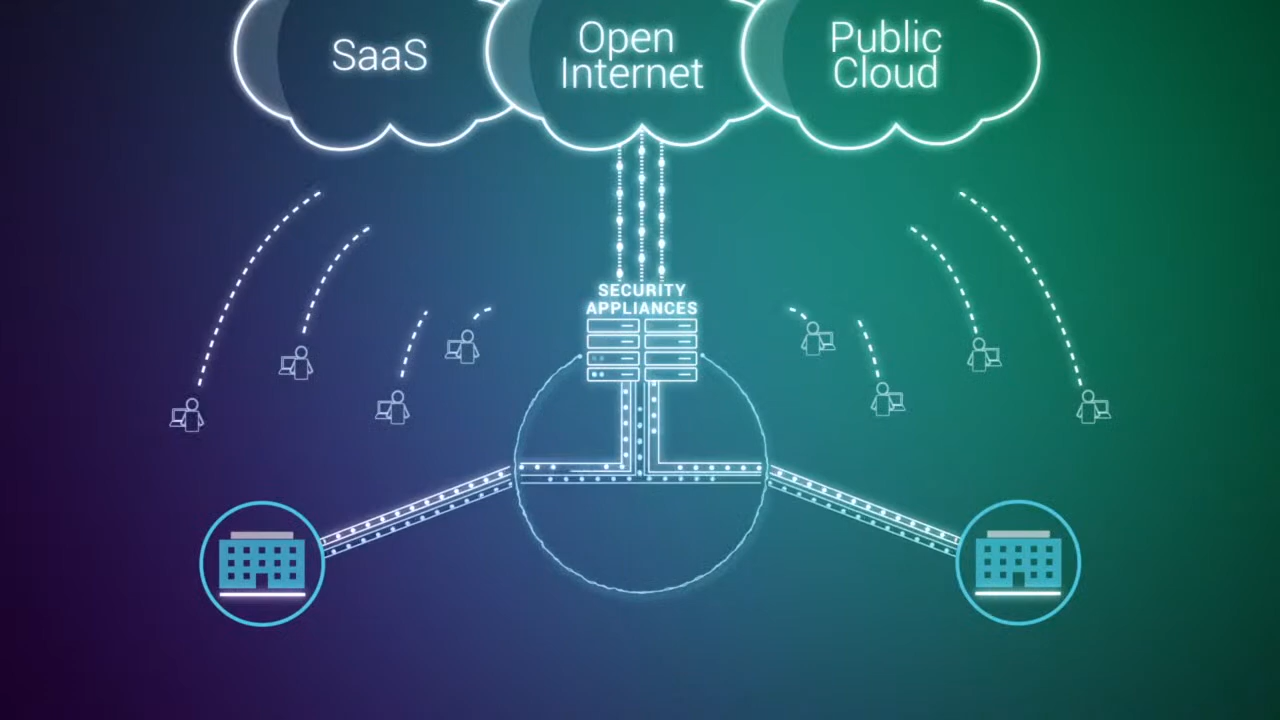 SaaS
Open
Internet
Public
Cloud
SECURITY
APPLIANCES